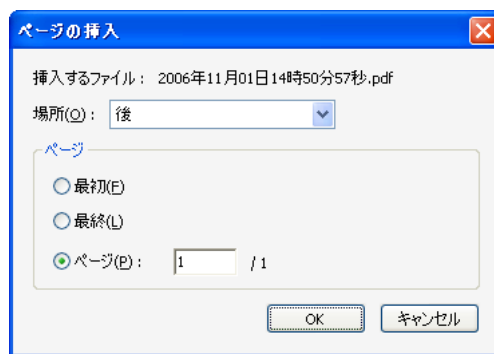 ページの挿入
挿入するファイル： 2006年11月01日14時50分57秒.pdf
場所(O)： 後
ページ
最初(F)
最終(L)
ページ(P)： 1 / 1
OK キャンセル